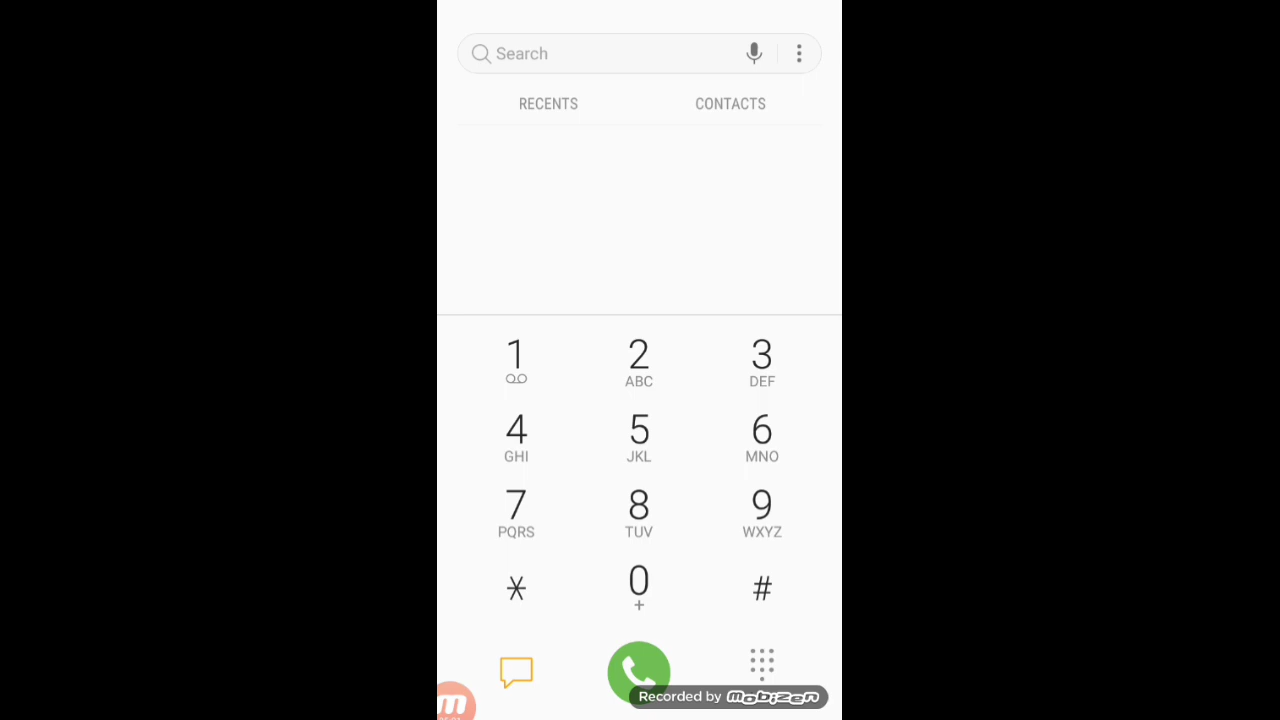 Search
RECENTS CONTACTS
1 2 3
ABC DEF
4 5 6
GHI JKL MNO
7 8 9
PQRS TUV WXYZ
* 0 #
+
Recorded by mobizen
m